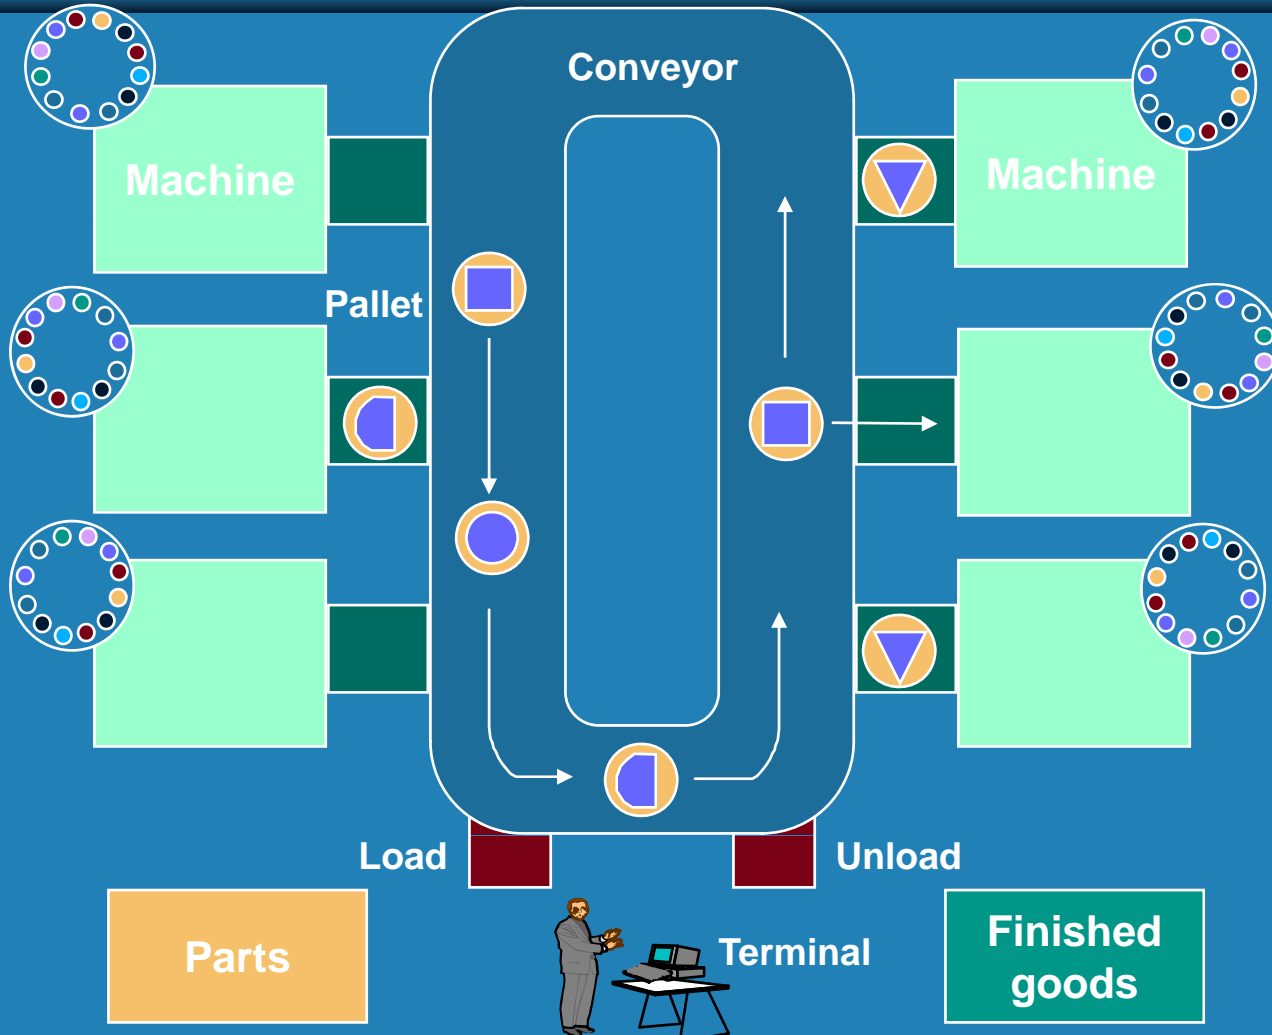 Conveyor
Machine
Machine
Pallet
Load
Unload
Parts
Terminal
Finished
goods